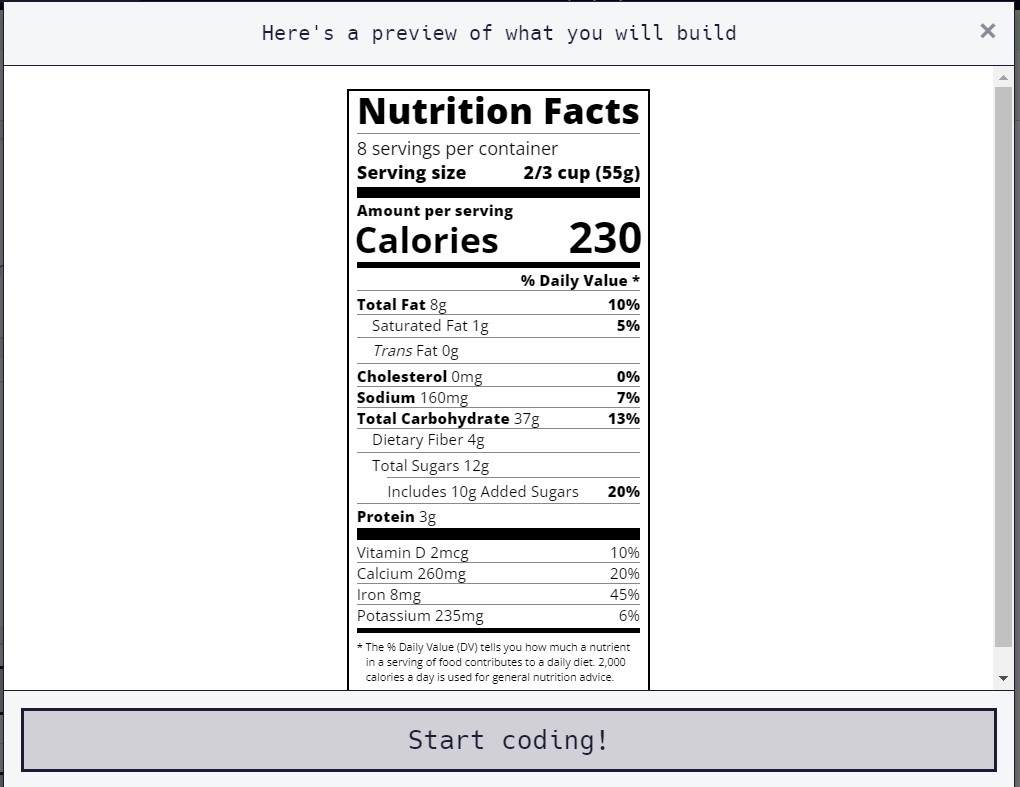 Here's a preview of what you will build
×
Nutrition Facts
8 servings per container
Serving size 2/3 cup (55g)
Amount per serving
Calories 230
% Daily Value *
Total Fat 8g 10%
Saturated Fat 1g 5%
Trans Fat 0g
Cholesterol 0mg 0%
Sodium 160mg 7%
Total Carbohydrate 37g 13%
Dietary Fiber 4g
Total Sugars 12g
Includes 10g Added Sugars 20%
Protein 3g
Vitamin D 2mcg 10%
Calcium 260mg 20%
Iron 8mg 45%
Potassium 235mg 6%
* The % Daily Value (DV) tells you how much a nutrient
in a serving of food contributes to a daily diet. 2,000
calories a day is used for general nutrition advice.
Start coding!